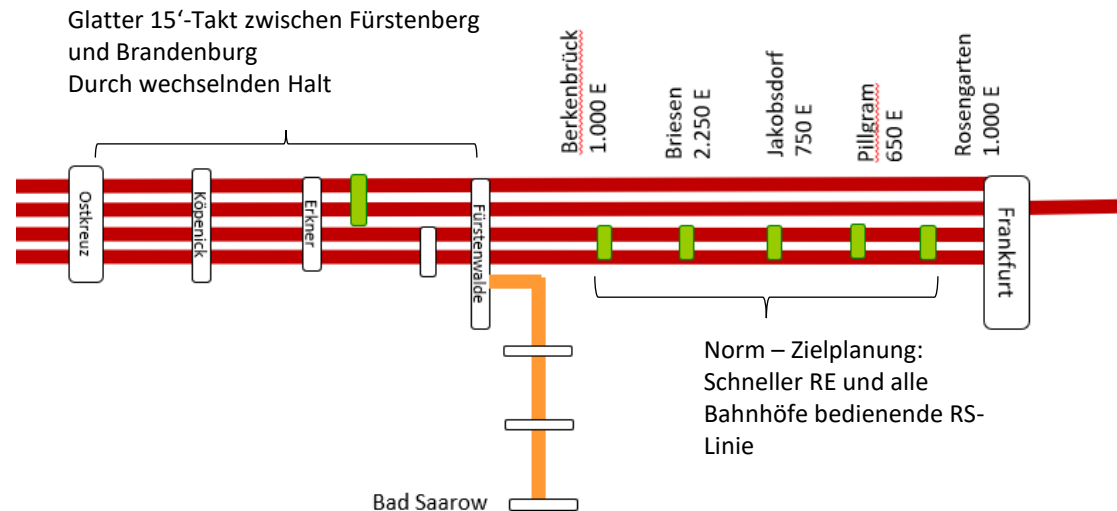 Glatter 15‘-Takt zwischen Fürstenberg
und Brandenburg
Durch wechselnden Halt
Berkenbrück
1.000 E
Briesen
2.250 E
Jakobsdorf
750 E
Pillgram
650 E
Rosengarten
1.000 E
Ostkreuz
Köpenick
Erkner
Fürstenwalde
Frankfurt
Norm – Zielplanung:
Schneller RE und alle
Bahnhöfe bedienende RS-
Linie
Bad Saarow